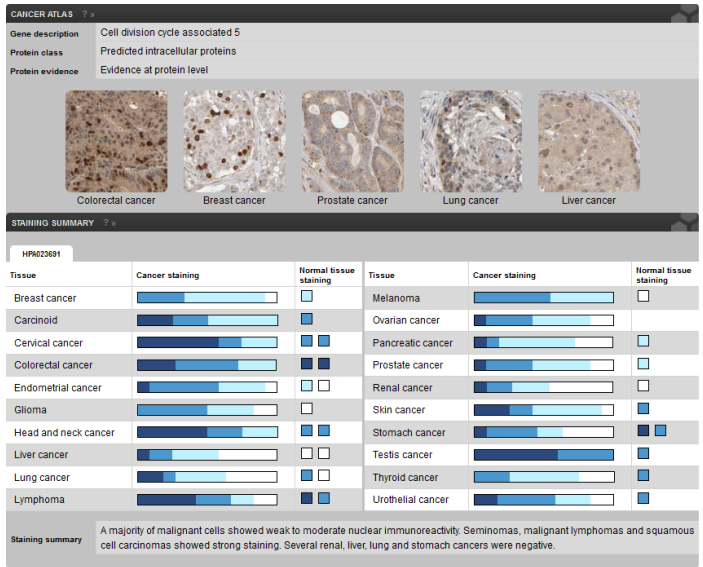 CANCER ATLAS ? »
Gene description Cell division cycle associated 5
Protein class Predicted intracellular proteins
Protein evidence Evidence at protein level
Colorectal cancer Breast cancer Prostate cancer Lung cancer Liver cancer
STAINING SUMMARY ? »
HPA023691
Tissue Cancer staining Normal tissue staining Tissue Cancer staining Normal tissue staining
Breast cancer Melanoma
Carcinoid Ovarian cancer
Cervical cancer Pancreatic cancer
Colorectal cancer Prostate cancer
Endometrial cancer Renal cancer
Glioma Skin cancer
Head and neck cancer Stomach cancer
Liver cancer Testis cancer
Lung cancer Thyroid cancer
Lymphoma Urothelial cancer
Staining summary A majority of malignant cells showed weak to moderate nuclear immunoreactivity. Seminomas, malignant lymphomas and squamous
cell carcinomas showed strong staining. Several renal, liver, lung and stomach cancers were negative.